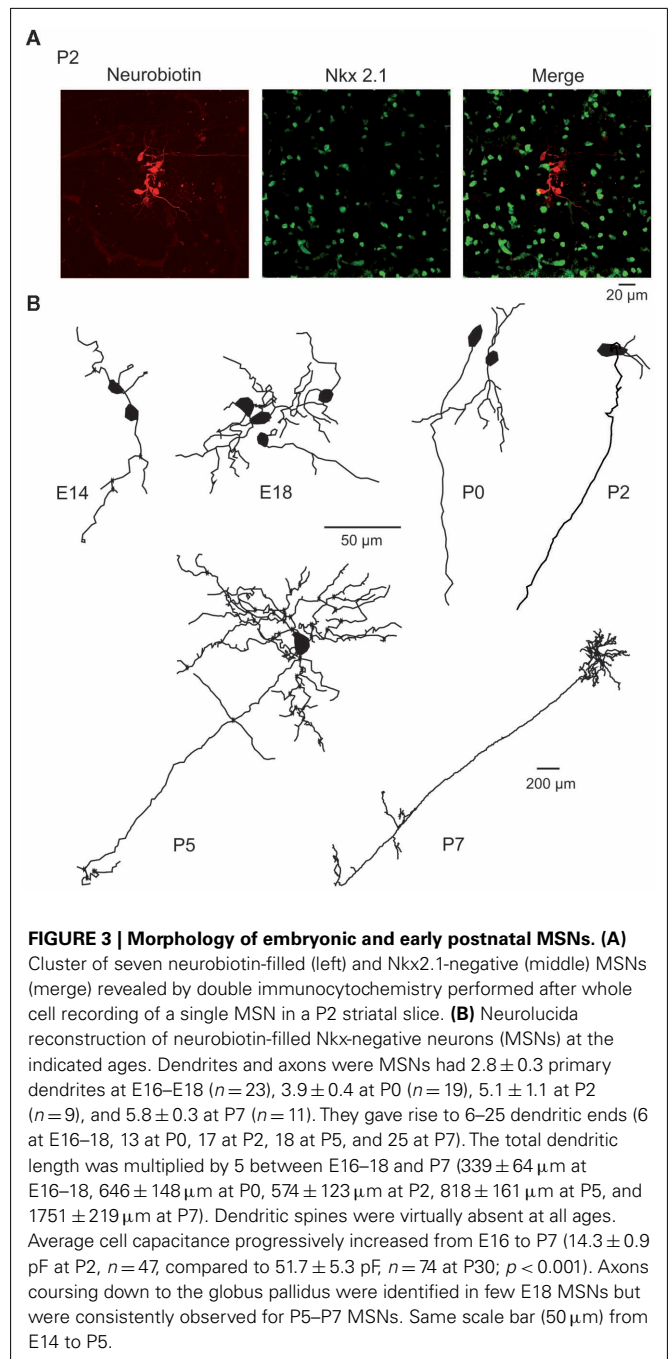 A
P2
Neurobiotin
Nkx 2.1
Merge
20 µm
B
E14
E18
P0
P2
50 µm
200 µm
P5
P7
FIGURE 3 | Morphology of embryonic and early postnatal MSNs. (A)
Cluster of seven neurobiotin-filled (left) and Nkx2.1-negative (middle) MSNs
(merge) revealed by double immunocytochemistry performed after whole
cell recording of a single MSN in a P2 striatal slice. (B) Neurolucida
reconstruction of neurobiotin-filled Nkx-negative neurons (MSNs) at the
indicated ages. Dendrites and axons were MSNs had 2.8 ± 0.3 primary
dendrites at E16–E18 (n = 23), 3.9 ± 0.4 at P0 (n = 19), 5.1 ± 1.1 at P2
(n = 9), and 5.8 ± 0.3 at P7 (n = 11). They gave rise to 6–25 dendritic ends (6
at E16–18, 13 at P0, 17 at P2, 18 at P5, and 25 at P7). The total dendritic
length was multiplied by 5 between E16–18 and P7 (339 ± 64 µm at
E16–18, 646 ± 148 µm at P0, 574 ± 123 µm at P2, 818 ± 161 µm at P5, and
1751 ± 219 µm at P7). Dendritic spines were virtually absent at all ages.
Average cell capacitance progressively increased from E16 to P7 (14.3 ± 0.9
pF at P2, n = 47, compared to 51.7 ± 5.3 pF, n = 74 at P30; p < 0.001). Axons
coursing down to the globus pallidus were identified in few E18 MSNs but
were consistently observed for P5–P7 MSNs. Same scale bar (50 µm) from
E14 to P5.